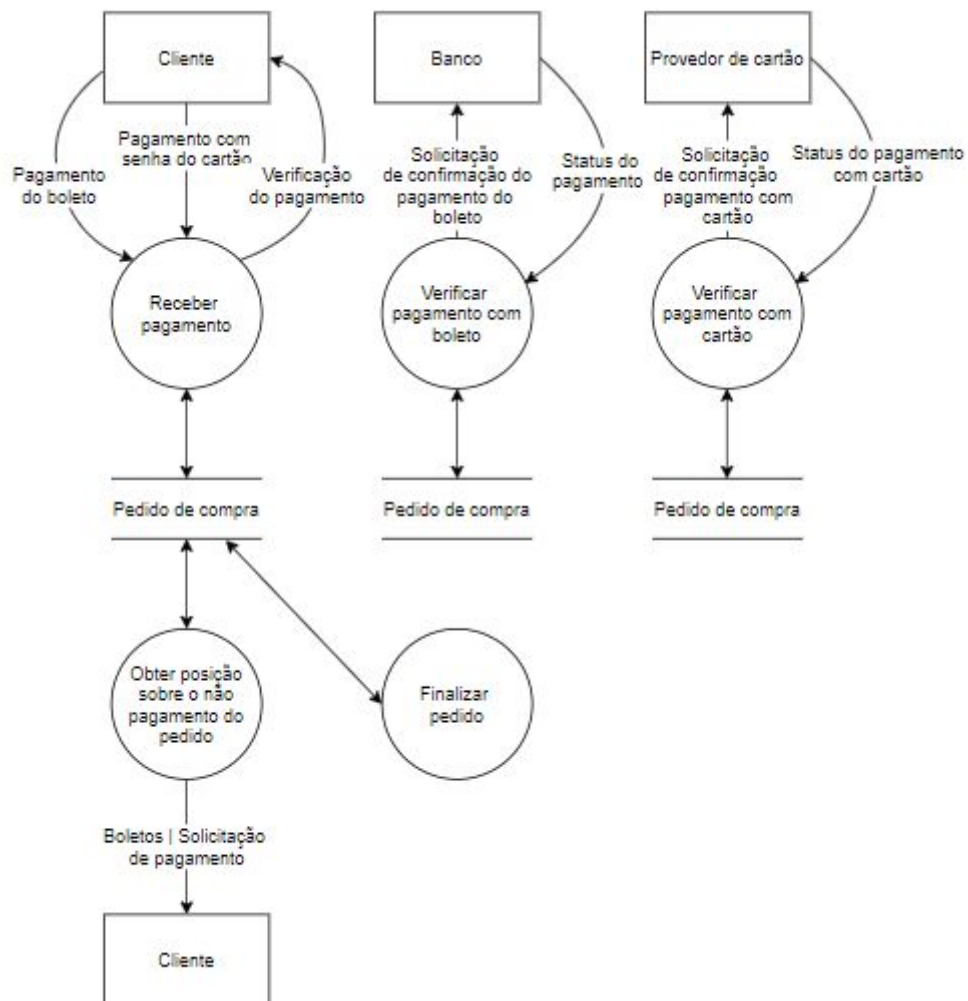 Cliente
Banco
Provedor de cartão
Pagamento com
senha do cartão
Pagamento
do boleto
Verificação
do pagamento
Solicitação
de confirmação do
pagamento do
boleto
Status do
pagamento
Solicitação
de confirmação
pagamento com
cartão
Status do pagamento
com cartão
Receber
pagamento
Verificar
pagamento com
boleto
Verificar
pagamento com
cartão
Pedido de compra
Pedido de compra
Pedido de compra
Obter posição
sobre o não
pagamento do
pedido
Finalizar
pedido
Boletos | Solicitação
de pagamento
Cliente